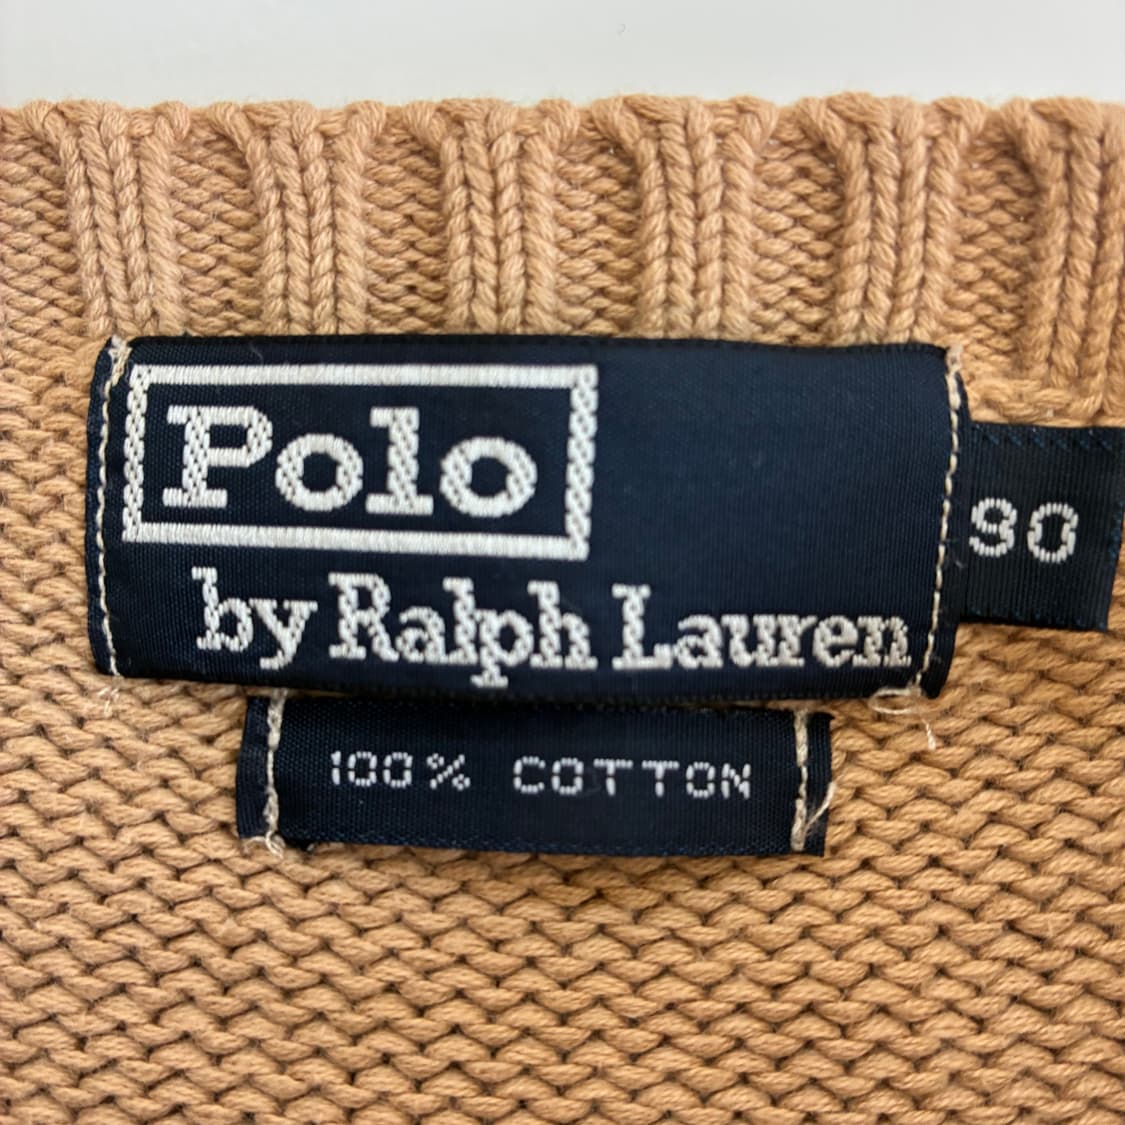 Polo
by Ralph Lauren
90
100% COTTON